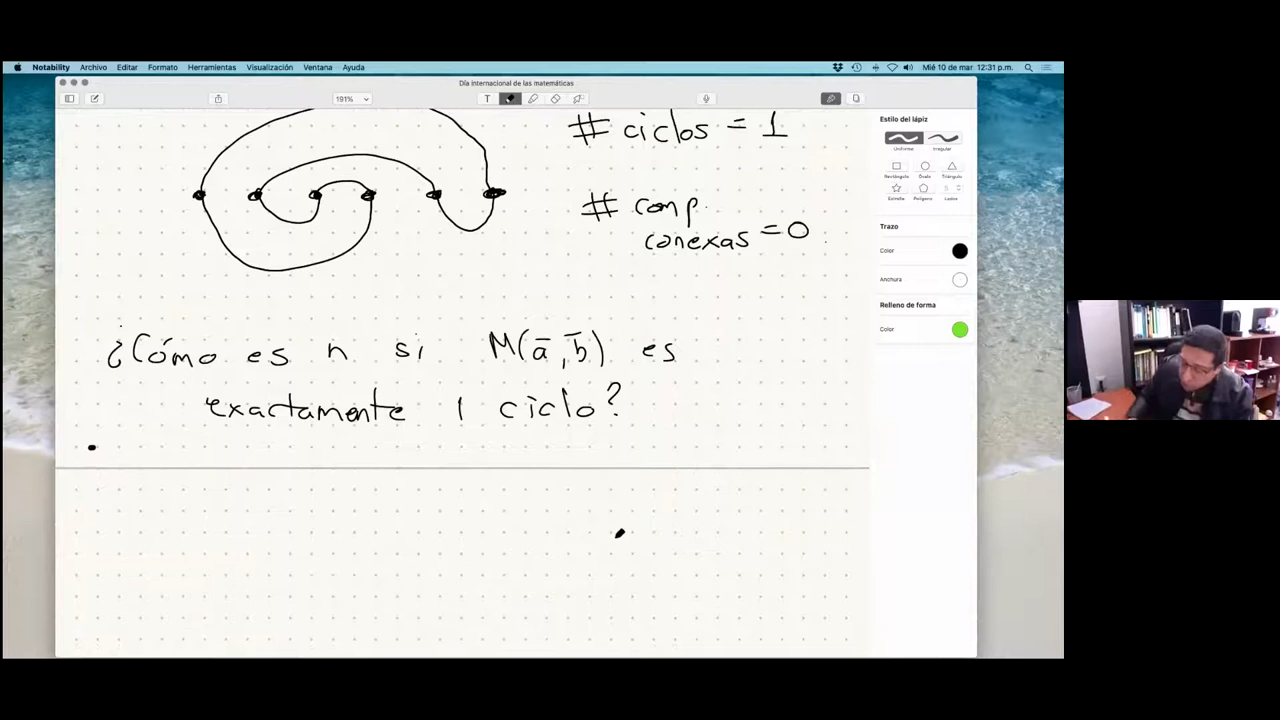 Notability Archivo Editar Formato Herramientas Visualización Ventana Ayuda
Mié 10 de mar 12:31 p.m.
Día internacional de las matemáticas
191%
T
# ciclos = 1
# comp.
conexas = 0
¿Cómo es n si M(a̅, b̅) es
exactamente 1 ciclo?
Estilo del lápiz
Uniforme Irregular
Rectángulo Óvalo Triángulo
5
Estrella Polígono Lados
Trazo
Color
Anchura
Relleno de forma
Color